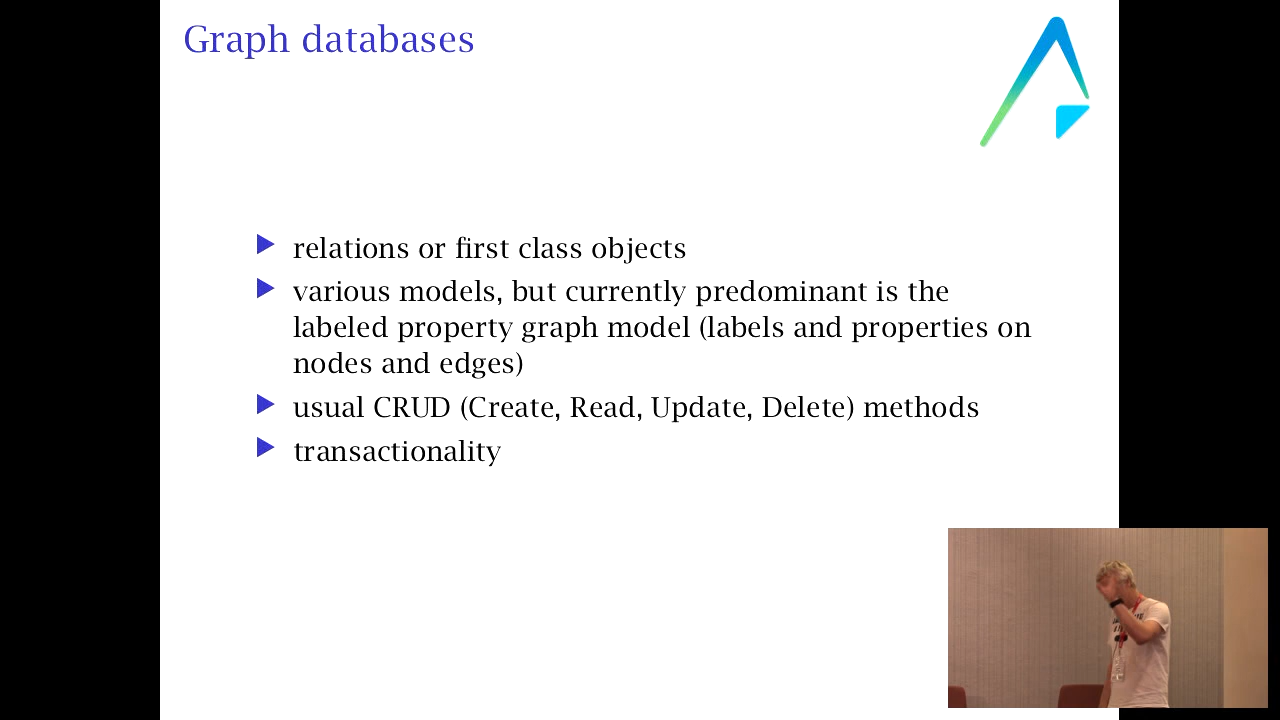 Graph databases
relations or first class objects
various models, but currently predominant is the
labeled property graph model (labels and properties on
nodes and edges)
usual CRUD (Create, Read, Update, Delete) methods
transactionality